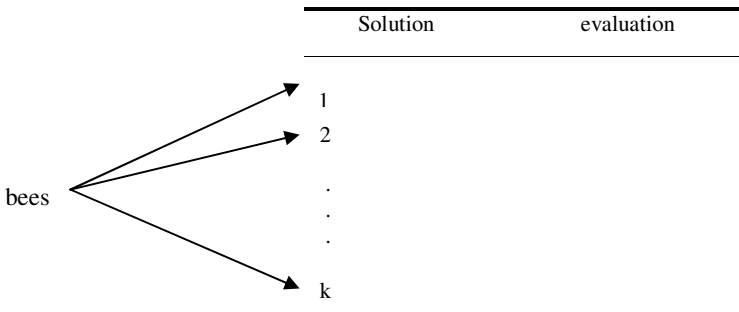 Solution evaluation
1
2
.
.
bees
.
k